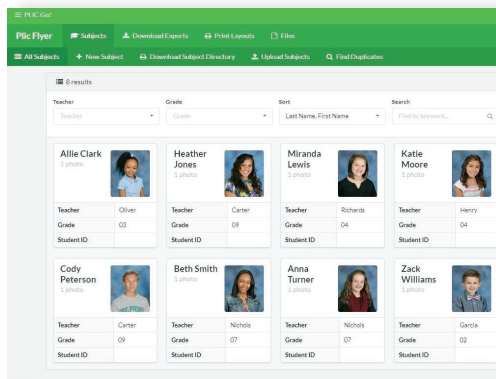 PLIC Go!
Plic Flyer Subjects Download Exports Print Layouts Files
All Subjects + New Subject Download Subject Directory Upload Subjects Find Duplicates
8 results
Teacher Grade Sort Search
Teacher Grade Last Name, First Name Find by keyword...
Allie Clark
1 photo
Teacher Oliver
Grade 03
Student ID
Heather
Jones
1 photo
Teacher Carter
Grade 09
Student ID
Miranda
Lewis
1 photo
Teacher Richards
Grade 04
Student ID
Katie
Moore
1 photo
Teacher Henry
Grade 04
Student ID
Cody
Peterson
1 photo
Teacher Carter
Grade 09
Student ID
Beth Smith
1 photo
Teacher Nichols
Grade 07
Student ID
Anna
Turner
1 photo
Teacher Nichols
Grade 07
Student ID
Zack
Williams
1 photo
Teacher Garcia
Grade 02
Student ID